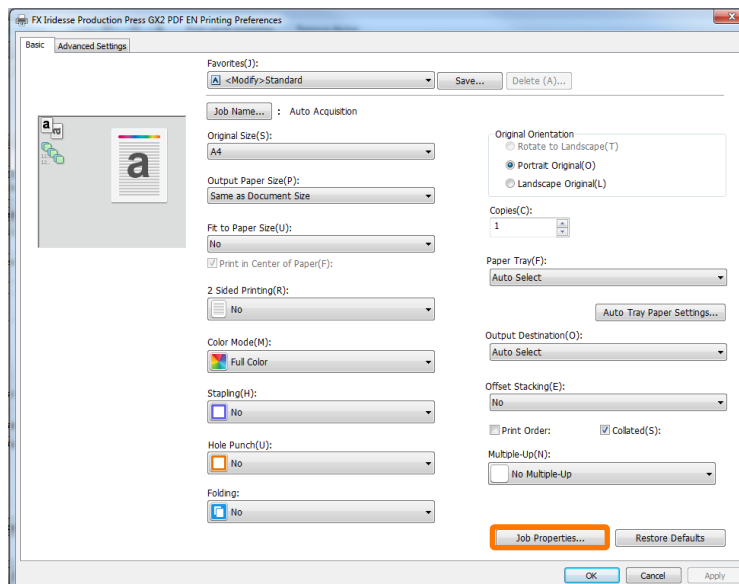 FX Iridesse Production Press GX2 PDF EN Printing Preferences
Basic
Advanced Settings
Favorites(J):
<Modify>Standard
Save...
Delete (A)...
Job Name... : Auto Acquisition
Original Size(S):
A4
Output Paper Size(P):
Same as Document Size
Fit to Paper Size(U):
No
Print in Center of Paper(F):
2 Sided Printing(R):
No
Color Mode(M):
Full Color
Stapling(H):
No
Hole Punch(U):
No
Folding:
No
Original Orientation
Rotate to Landscape(T)
Portrait Original(O)
Landscape Original(L)
Copies(C):
1
Paper Tray(F):
Auto Select
Auto Tray Paper Settings...
Output Destination(O):
Auto Select
Offset Stacking(E):
No
Print Order:
Collated(S):
Multiple-Up(N):
No Multiple-Up
Job Properties...
Restore Defaults
OK
Cancel
Apply